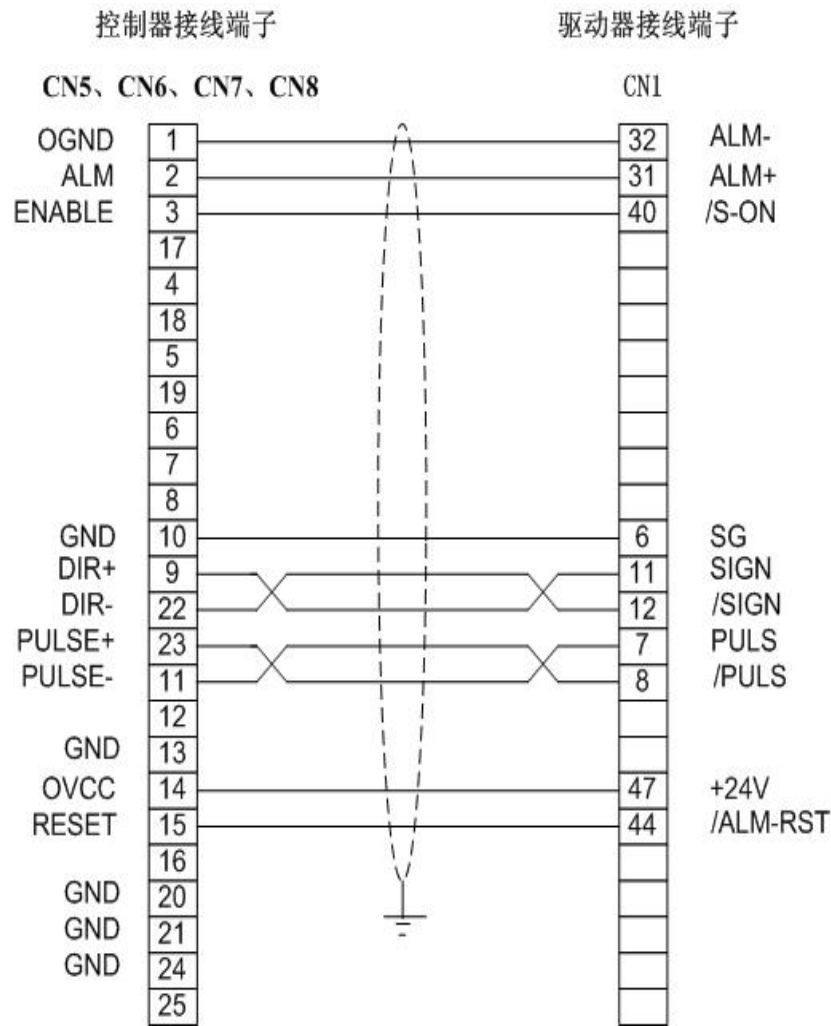 控制器接线端子 驱动器接线端子
CN5、CN6、CN7、CN8 CN1
OGND 1 32 ALM-
ALM 2 31 ALM+
ENABLE 3 40 /S-ON
17
4
18
5
19
6
7
8
GND 10 6 SG
DIR+ 9 11 SIGN
DIR- 22 12 /SIGN
PULSE+ 23 7 PULS
PULSE- 11 8 /PULS
12
GND 13
OVCC 14 47 +24V
RESET 15 44 /ALM-RST
16
GND 20
GND 21
GND 24
25